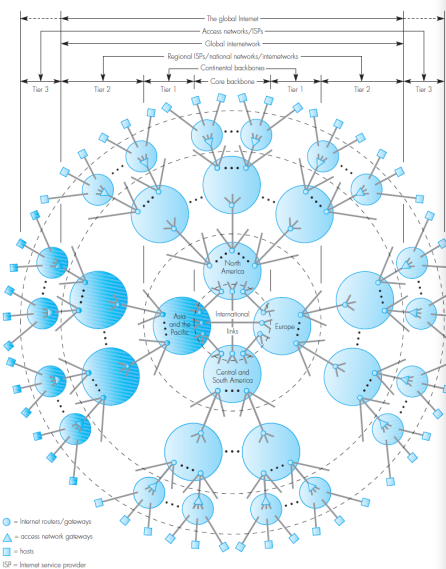 The global Internet
Access networks/ISPs
Global internetwork
Regional ISPs/national networks/internetworks
Continental backbones
Core backbone
Tier 3
Tier 2
Tier 1
Tier 1
Tier 2
Tier 3
North
America
Asia
and the
Pacific
International
links
Europe
Central and
South America
= Internet routers/gateways
= access network gateways
= hosts
ISP = Internet service provider